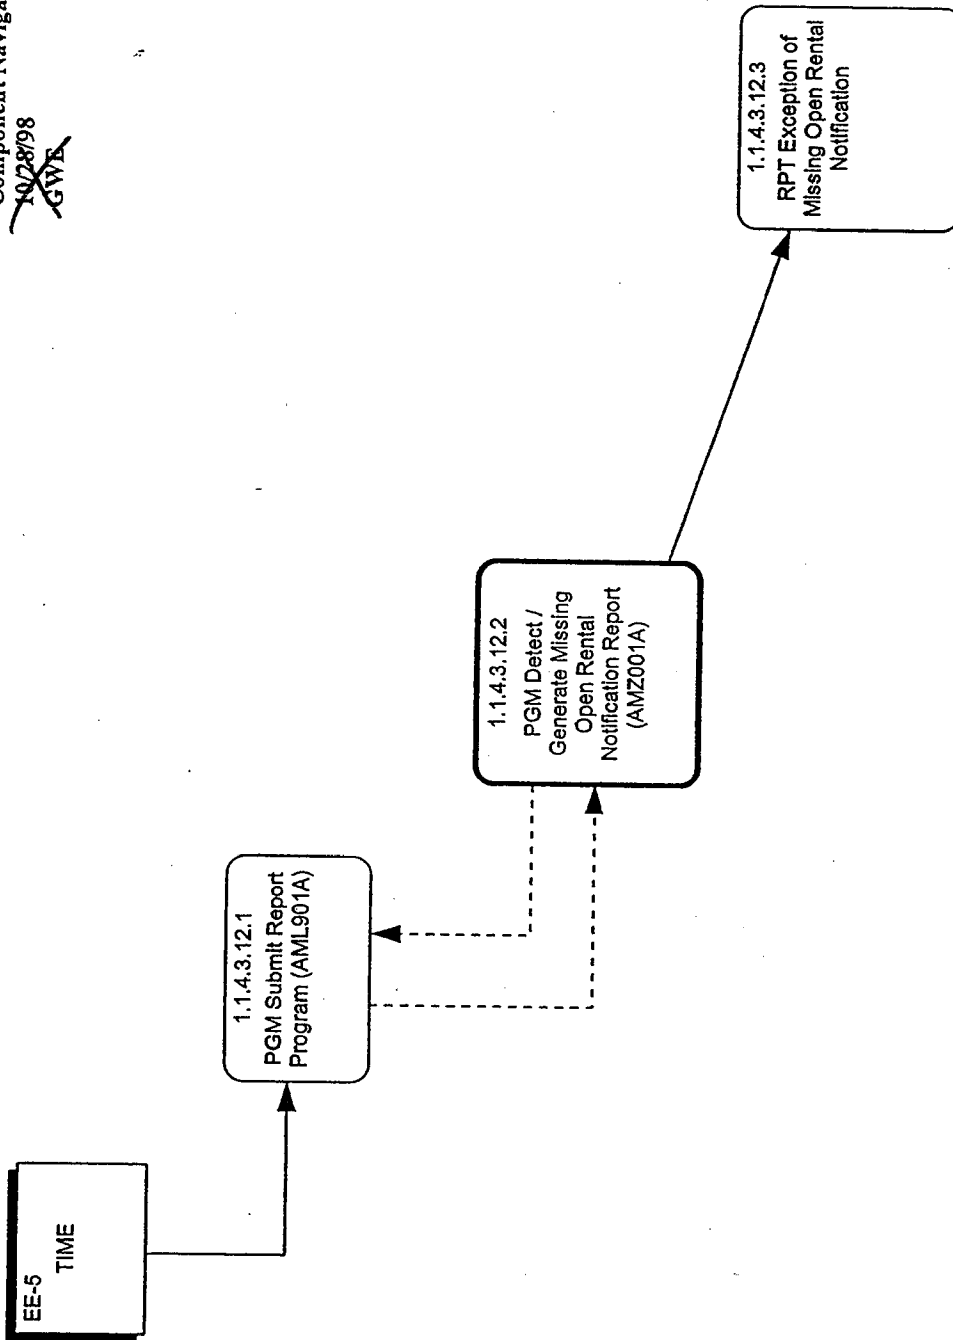 Component
10/28/98
GWE
EE-5
TIME
1.1.4.3.12.1
PGM Submit Report
Program (AML901A)
1.1.4.3.12.2
PGM Detect /
Generate Missing
Open Rental
Notification Report
(AMZ001A)
1.1.4.3.12.3
RPT Exception of
Missing Open Rental
Notification